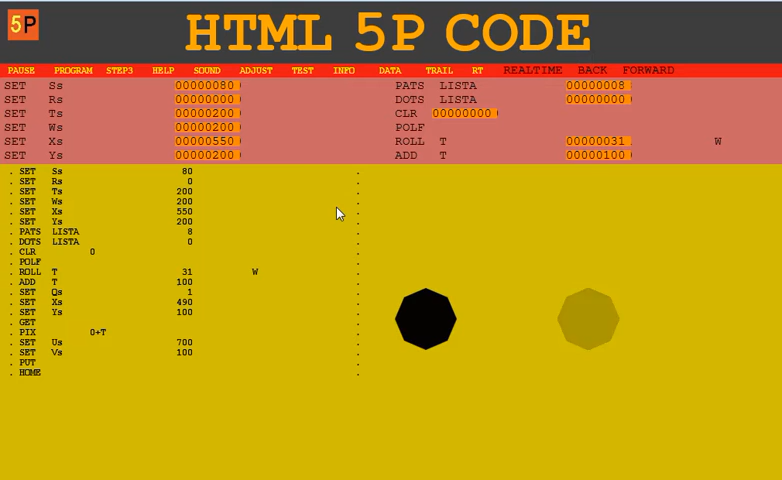 5P HTML 5P CODE
PAUSE PROGRAM STEP3 HELP SOUND ADJUST TEST INFO DATA TRAIL RT REALTIME BACK FORWARD
SET Ss 00000080 PATS LISTA 00000008
SET Rs 00000000 DOTS LISTA 00000000
SET Ts 00000200 CLR 00000000
SET Ws 00000200 POLF
SET Xs 00000550 ROLL T 00000031 W
SET Ys 00000200 ADD T 00000100
. SET Ss 80 .
. SET Rs 0 .
. SET Ts 200 .
. SET Ws 200 .
. SET Xs 550 .
. SET Ys 200 .
. PATS LISTA 8 .
. DOTS LISTA 0 .
. CLR 0 .
. POLF .
. ROLL T 31 W .
. ADD T 100 .
. SET Qs 1 .
. SET Xs 490 .
. SET Ys 100 .
. GET .
. PIX 0+T .
. SET Us 700 .
. SET Vs 100 .
. PUT .
. HOME .